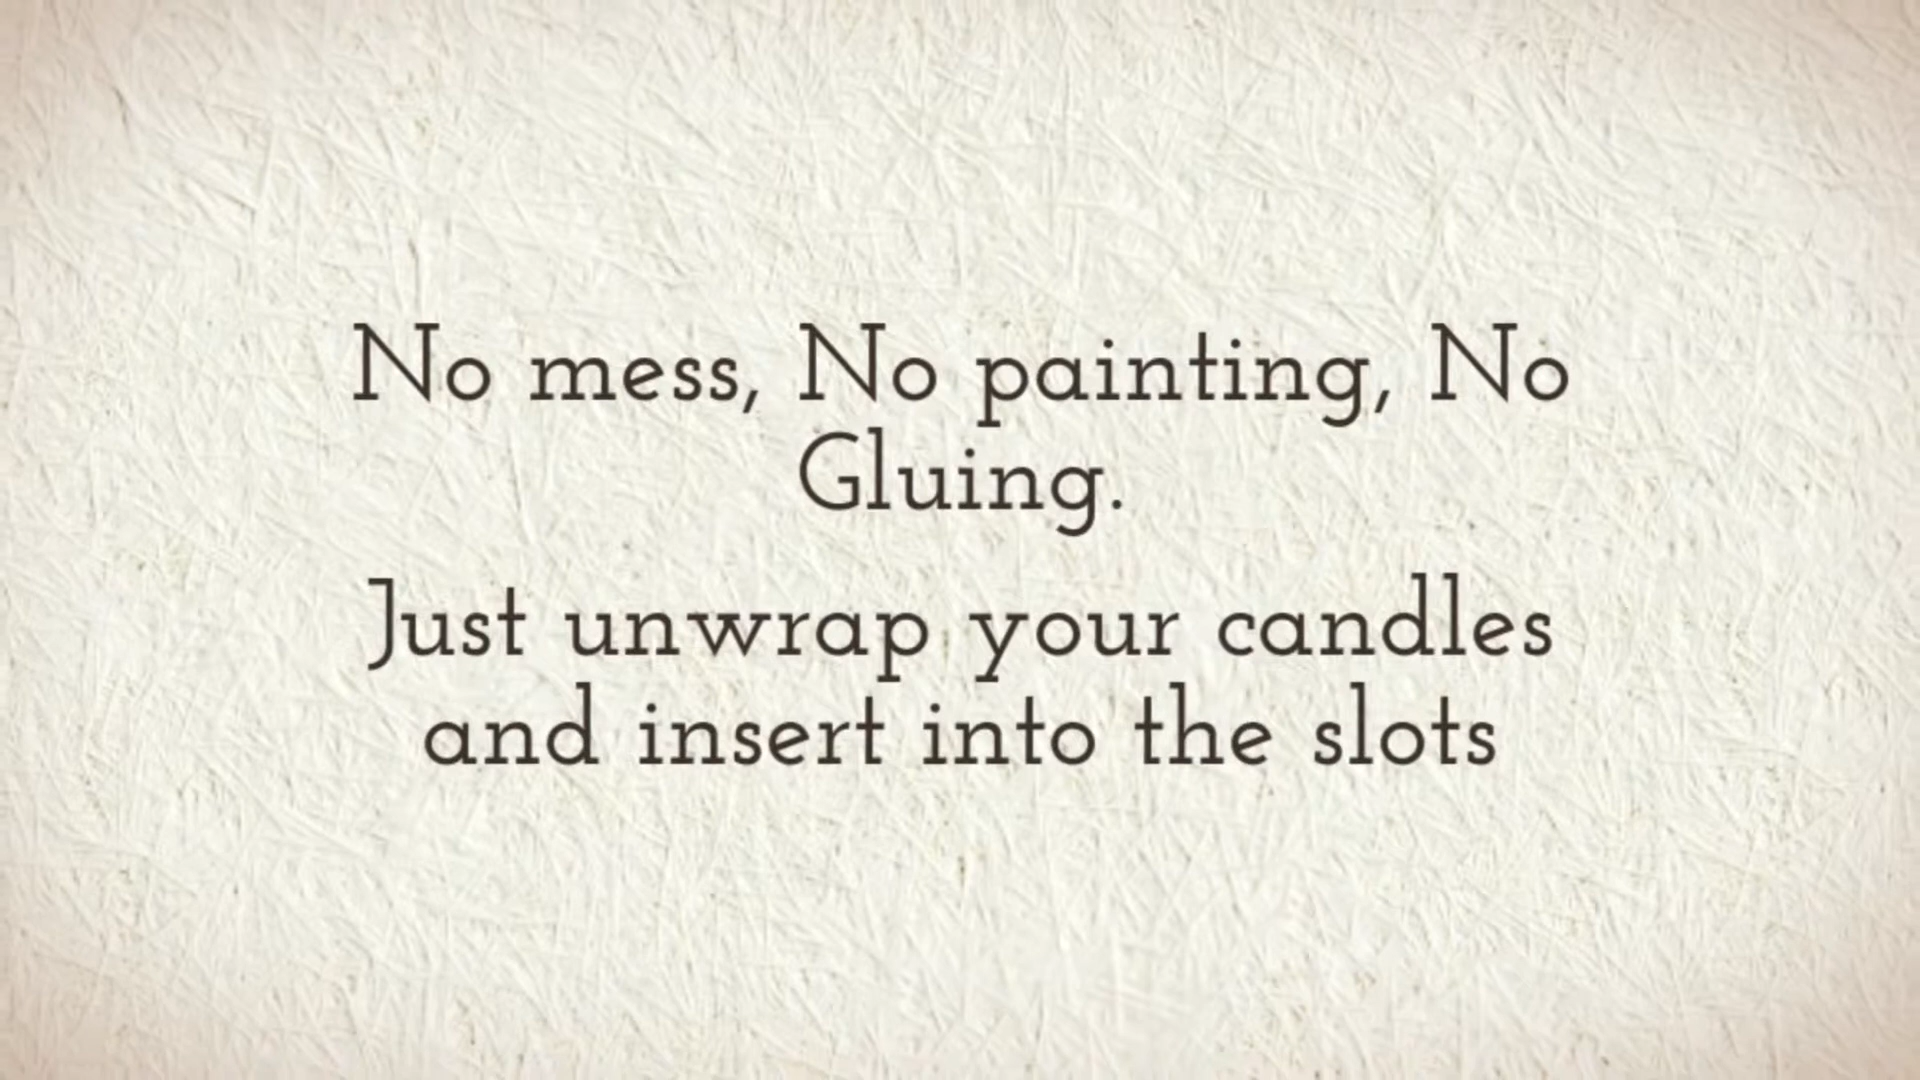 No mess, No painting, No
Gluing.
Just unwrap your candles
and insert into the slots